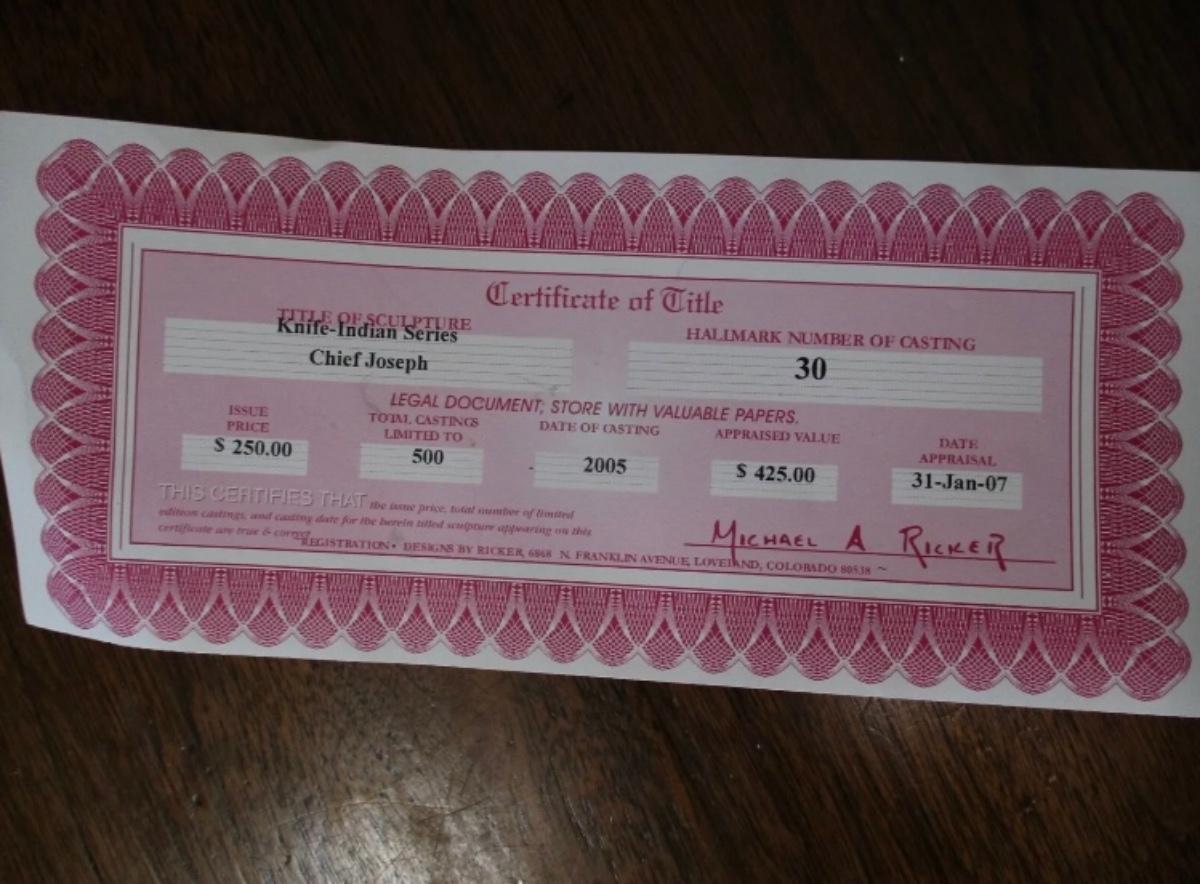 Certificate of Title
TITLE OF SCULPTURE
Knife-Indian Series
Chief Joseph
HALLMARK NUMBER OF CASTING
30
LEGAL DOCUMENT; STORE WITH VALUABLE PAPERS.
ISSUE
PRICE
$ 250.00
TOTAL CASTINGS
LIMITED TO
500
DATE OF CASTING
2005
APPRAISED VALUE
$ 425.00
DATE
APPRAISAL
31-Jan-07
THIS CERTIFIES THAT the issue price, total number of limited
edition castings, and casting date for the herein titled sculpture appearing on this
certificate are true & correct
MICHAEL A RICKER
REGISTRATION • DESIGNS BY RICKER, 6868 N. FRANKLIN AVENUE, LOVELAND, COLORADO 80538 ~